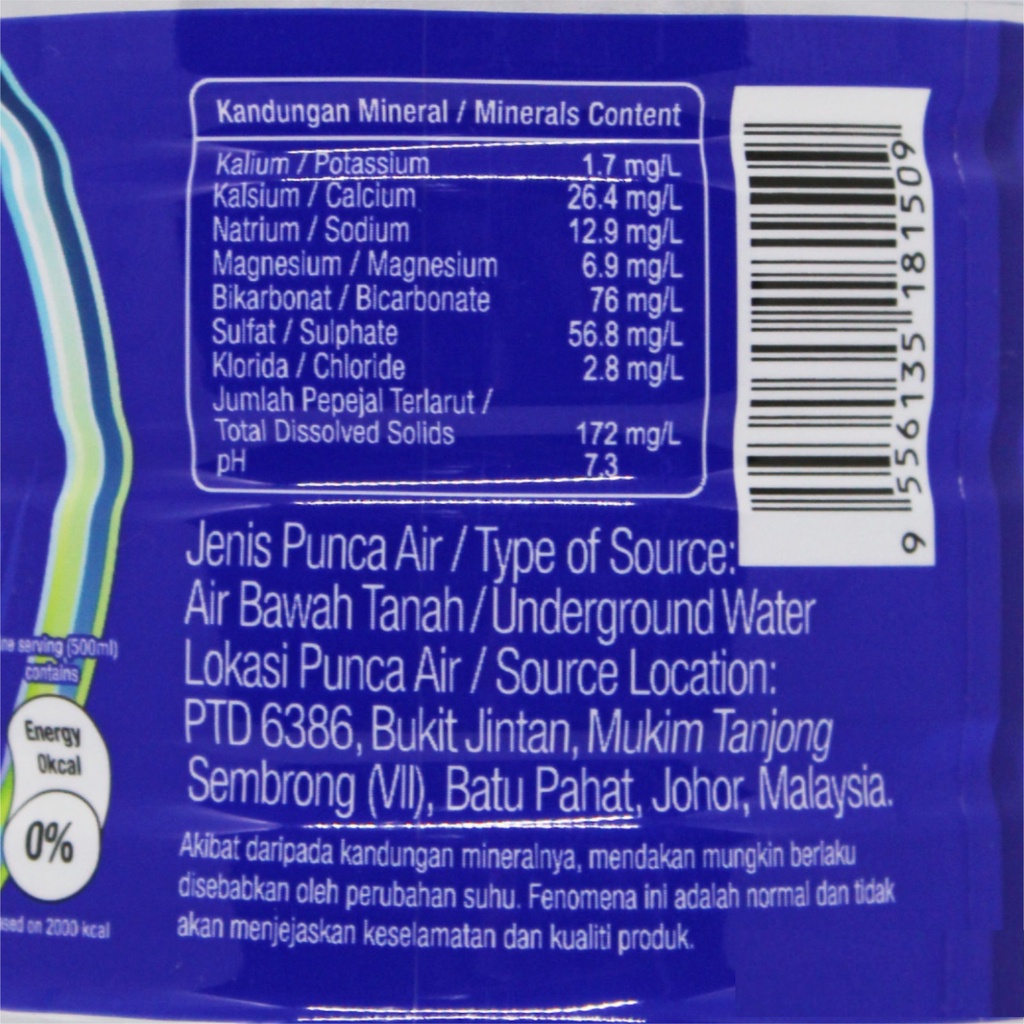 Kandungan Mineral / Minerals Content
Kalium / Potassium 1.7 mg/L
Kalsium / Calcium 26.4 mg/L
Natrium / Sodium 12.9 mg/L
Magnesium / Magnesium 6.9 mg/L
Bikarbonat / Bicarbonate 76 mg/L
Sulfat / Sulphate 56.8 mg/L
Klorida / Chloride 2.8 mg/L
Jumlah Pepejal Terlarut /
Total Dissolved Solids 172 mg/L
pH 7.3
9 556135 181509
Jenis Punca Air / Type of Source:
Air Bawah Tanah / Underground Water
Lokasi Punca Air / Source Location:
PTD 6386, Bukit Jintan, Mukim Tanjong
Sembrong (VII), Batu Pahat, Johor, Malaysia.
Akibat daripada kandungan mineralnya, mendakan mungkin berlaku
disebabkan oleh perubahan suhu. Fenomena ini adalah normal dan tidak
akan menjejaskan keselamatan dan kualiti produk.
serving (500ml)
contains
Energy
0kcal
0%
on 2000 kcal